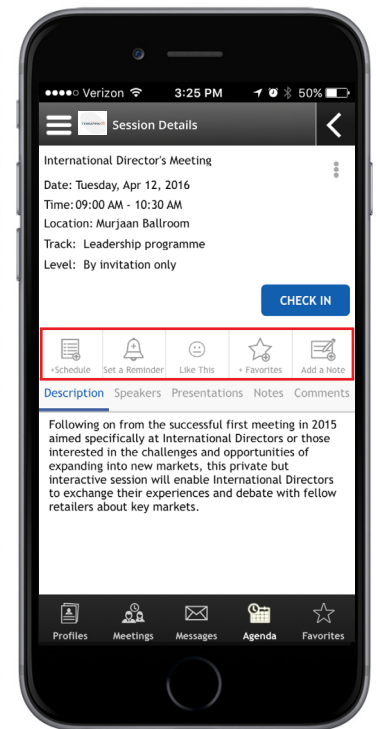 Verizon 3:25 PM 50%
Session Details
International Director's Meeting
Date: Tuesday, Apr 12, 2016
Time: 09:00 AM - 10:30 AM
Location: Murjaan Ballroom
Track: Leadership programme
Level: By invitation only
CHECK IN
+Schedule Set a Reminder Like This + Favorites Add a Note
Description Speakers Presentations Notes Comments
Following on from the successful first meeting in 2015
aimed specifically at International Directors or those
interested in the challenges and opportunities of
expanding into new markets, this private but
interactive session will enable International Directors
to exchange their experiences and debate with fellow
retailers about key markets.
Profiles Meetings Messages Agenda Favorites